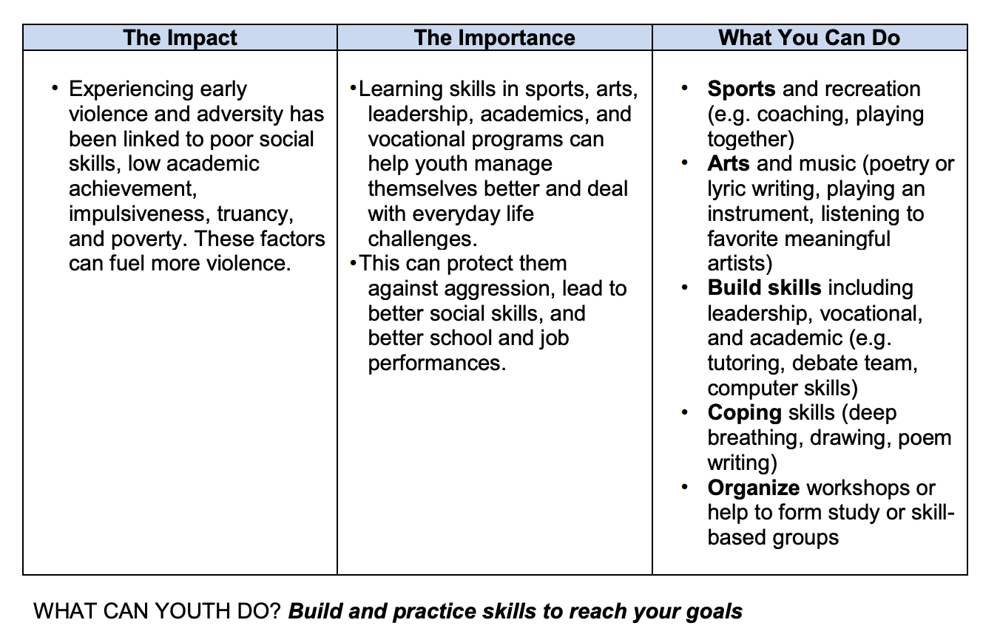 The Impact
The Importance
What You Can Do
• Experiencing early
violence and adversity has
been linked to poor social
skills, low academic
achievement,
impulsiveness, truancy,
and poverty. These factors
can fuel more violence.
•Learning skills in sports, arts,
leadership, academics, and
vocational programs can
help youth manage
themselves better and deal
with everyday life
challenges.
•This can protect them
against aggression, lead to
better social skills, and
better school and job
performances.
• Sports and recreation
(e.g. coaching, playing
together)
• Arts and music (poetry or
lyric writing, playing an
instrument, listening to
favorite meaningful
artists)
• Build skills including
leadership, vocational,
and academic (e.g.
tutoring, debate team,
computer skills)
• Coping skills (deep
breathing, drawing, poem
writing)
• Organize workshops or
help to form study or skill-
based groups
WHAT CAN YOUTH DO? Build and practice skills to reach your goals